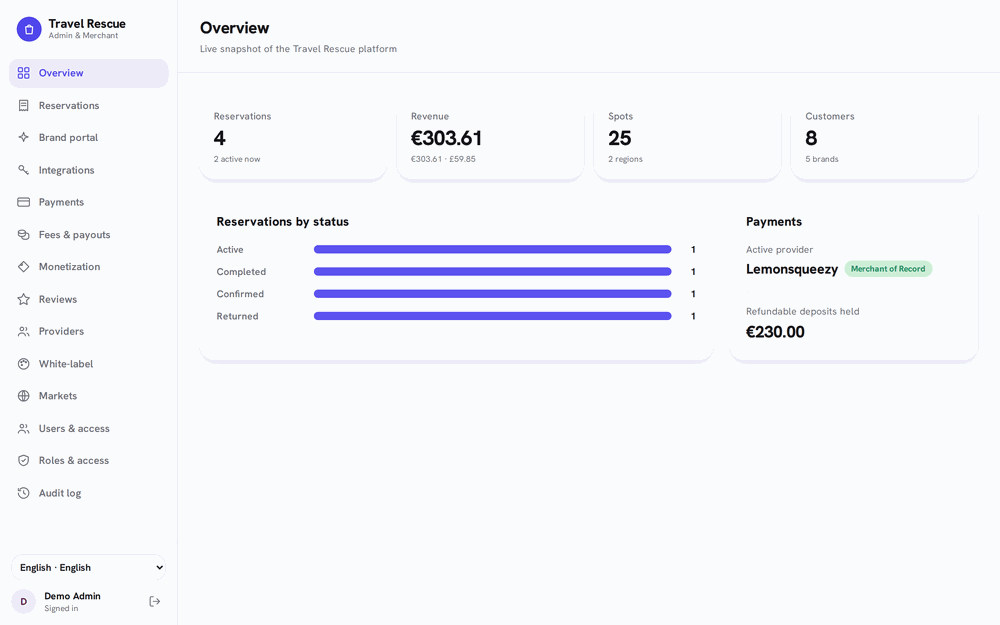 Travel Rescue
Admin & Merchant
Overview
Reservations
Brand portal
Integrations
Payments
Fees & payouts
Monetization
Reviews
Providers
White-label
Markets
Users & access
Roles & access
Audit log
English · English
D
Demo Admin
Signed in
Overview
Live snapshot of the Travel Rescue platform
Reservations
4
2 active now
Revenue
€303.61
€303.61 · £59.85
Spots
25
2 regions
Customers
8
5 brands
Reservations by status
Active 1
Completed 1
Confirmed 1
Returned 1
Payments
Active provider
Lemonsqueezy Merchant of Record
Refundable deposits held
€230.00